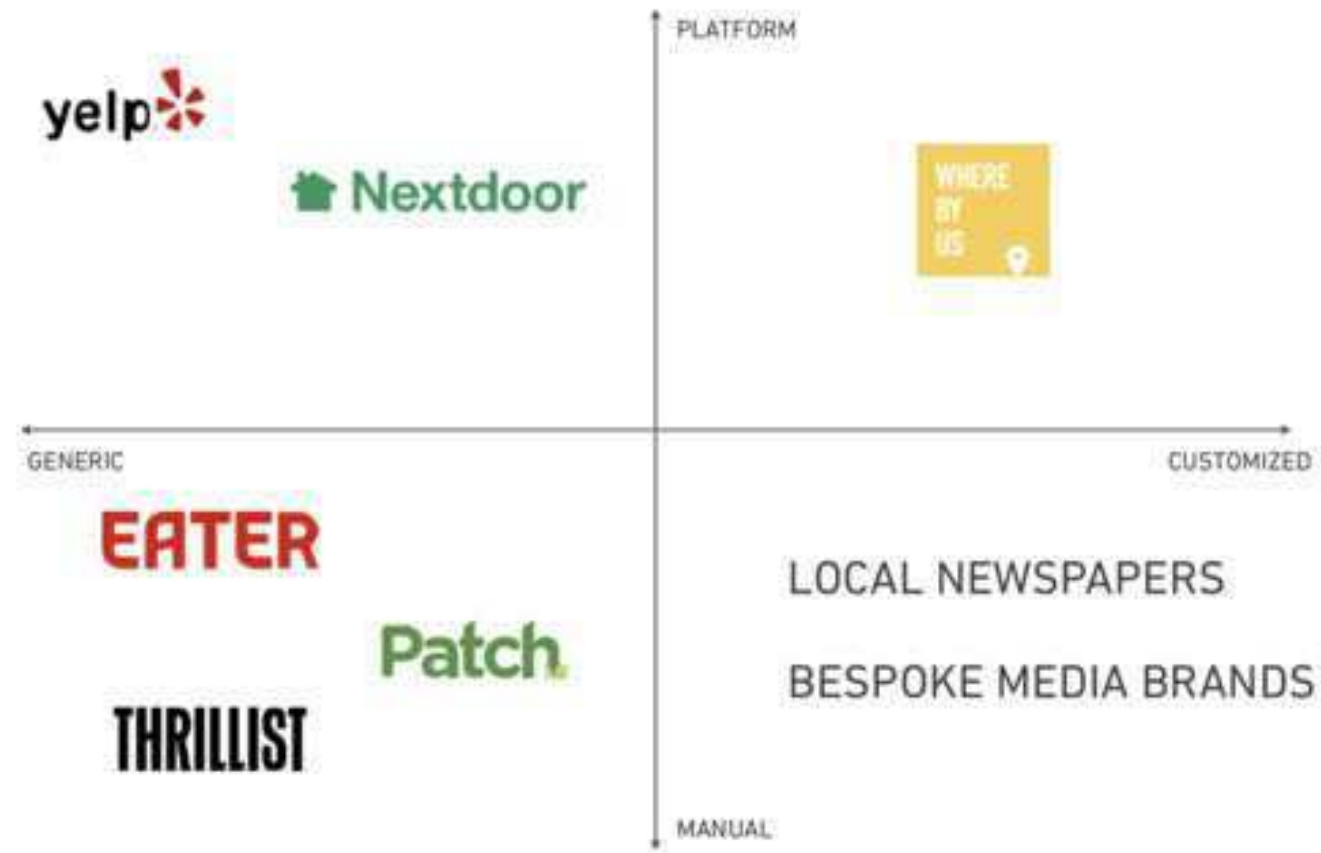 PLATFORM
yelp
Nextdoor
WHERE
BY
US
GENERIC
CUSTOMIZED
EATER
LOCAL NEWSPAPERS
Patch
BESPOKE MEDIA BRANDS
THRILLIST
MANUAL